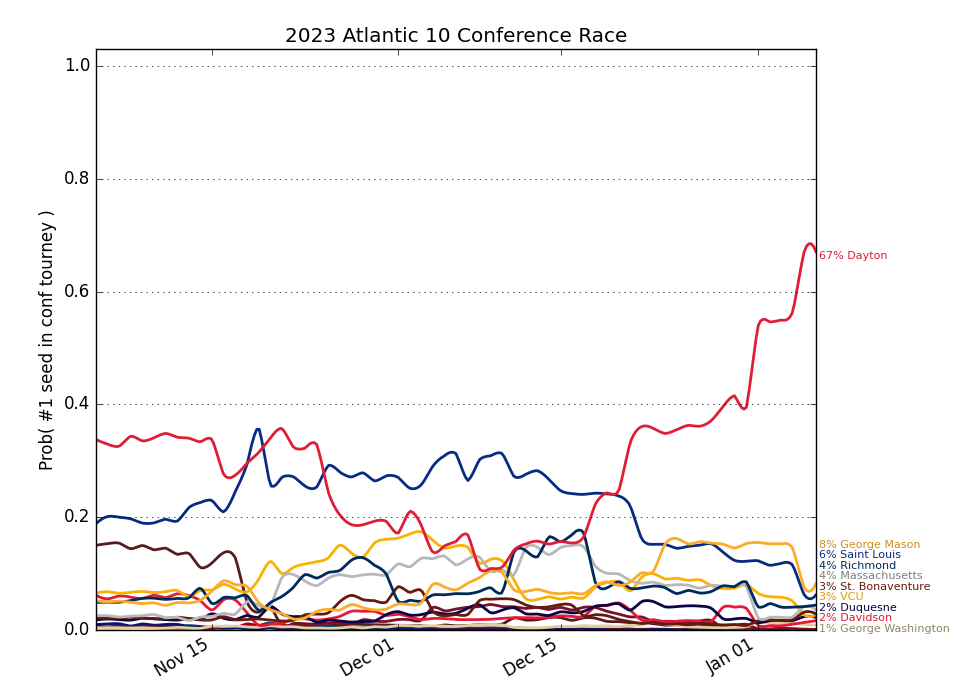 2023 Atlantic 10 Conference Race
Prob( #1 seed in conf tourney )
1.0
0.8
0.6
0.4
0.2
0.0
Nov 15
Dec 01
Dec 15
Jan 01
67% Dayton
8% George Mason
6% Saint Louis
4% Richmond
4% Massachusetts
3% St. Bonaventure
3% VCU
2% Duquesne
2% Davidson
1% George Washington